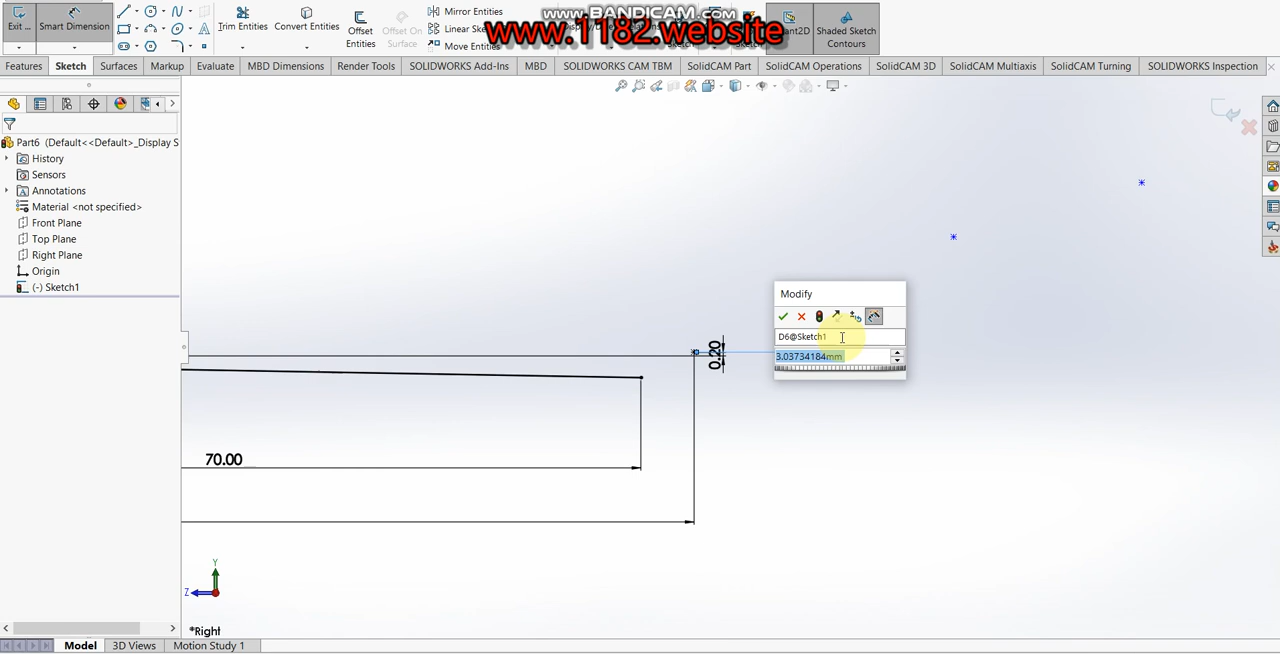 www.BANDICAM.com
www.1182.website
Exit ...
Smart Dimension
Trim Entities
Convert Entities
Offset Entities
Offset On Surface
Mirror Entities
Linear Sk
Move Entities
Shaded Sketch Contours
Features
Sketch
Surfaces
Markup
Evaluate
MBD Dimensions
Render Tools
SOLIDWORKS Add-Ins
MBD
SOLIDWORKS CAM TBM
SolidCAM Part
SolidCAM Operations
SolidCAM 3D
SolidCAM Multiaxis
SolidCAM Turning
SOLIDWORKS Inspection
Part6 (Default<<Default>_Display S
History
Sensors
Annotations
Material <not specified>
Front Plane
Top Plane
Right Plane
Origin
(-) Sketch1
Modify
D6@Sketch1
3.03734184mm
0.20
70.00
Y
Z
*Right
Model
3D Views
Motion Study 1